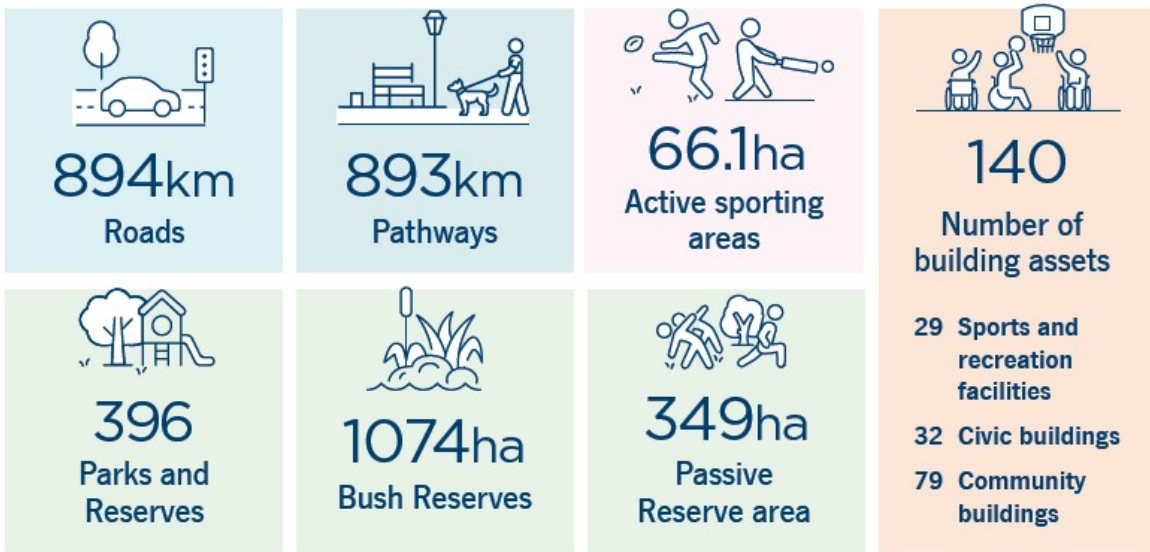 894km
Roads
893km
Pathways
66.1ha
Active sporting
areas
140
Number of
building assets
29 Sports and
recreation
facilities
32 Civic buildings
79 Community
buildings
396
Parks and
Reserves
1074ha
Bush Reserves
349ha
Passive
Reserve area